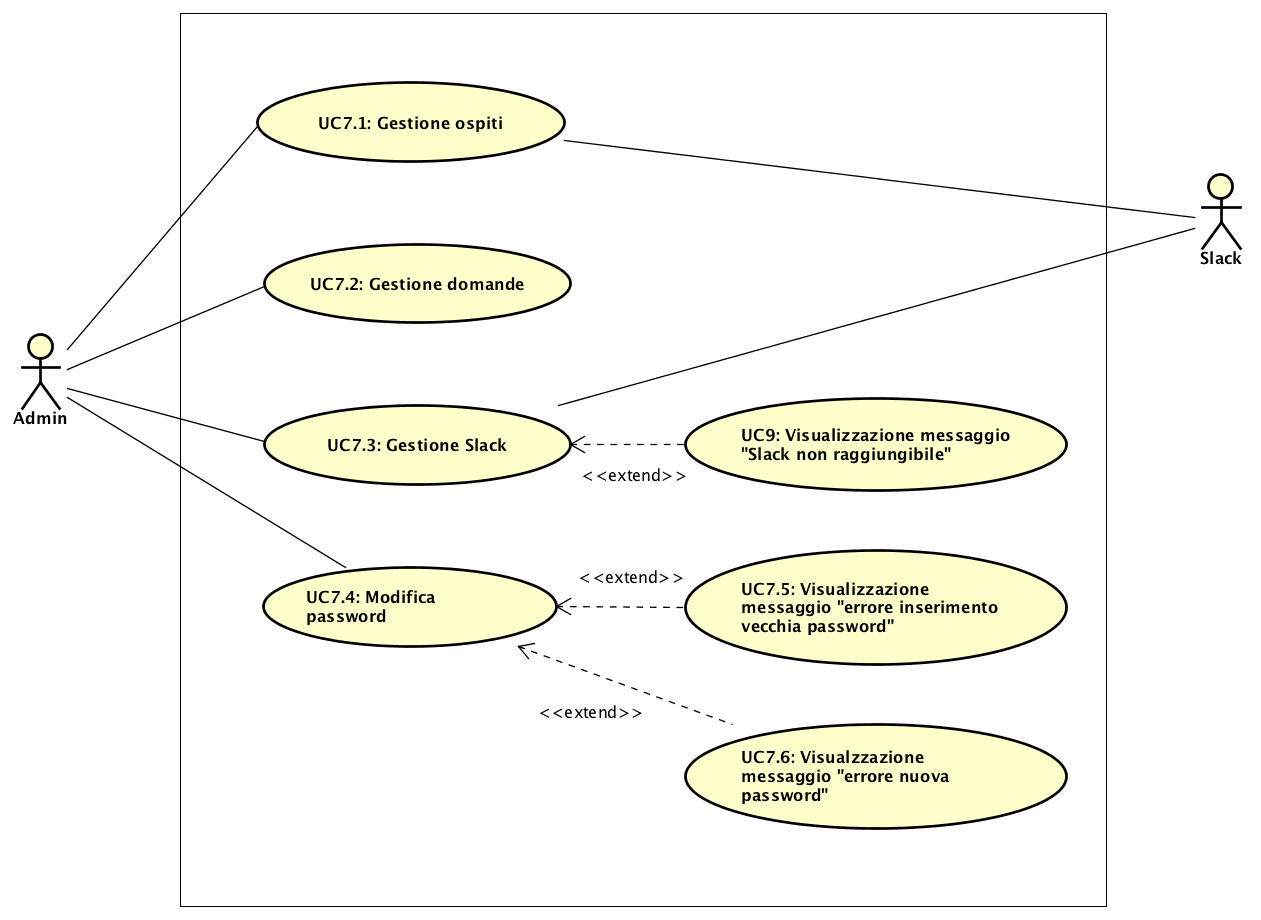 UC7.1: Gestione ospiti
Slack
UC7.2: Gestione domande
Admin
UC7.3: Gestione Slack
UC9: Visualizzazione messaggio
"Slack non raggiungibile"
<<extend>>
<<extend>>
UC7.4: Modifica
password
UC7.5: Visualizzazione
messaggio "errore inserimento
vecchia password"
<<extend>>
UC7.6: Visualzzazione
messaggio "errore nuova
password"